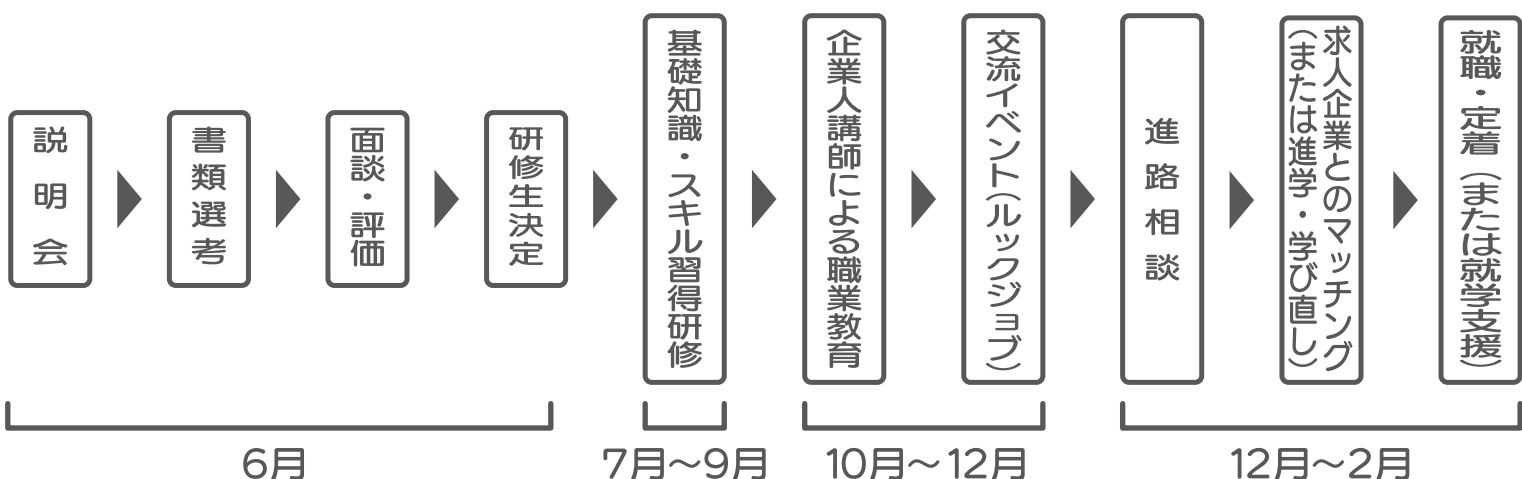 説明会
書類選考
面談・評価
研修生決定
基礎知識・スキル習得研修
企業人講師による職業教育
交流イベント(ルックジョブ)
進路相談
求人企業とのマッチング
(または進学・学び直し)
就職・定着(または就学支援)
6月
7月〜9月
10月〜12月
12月〜2月